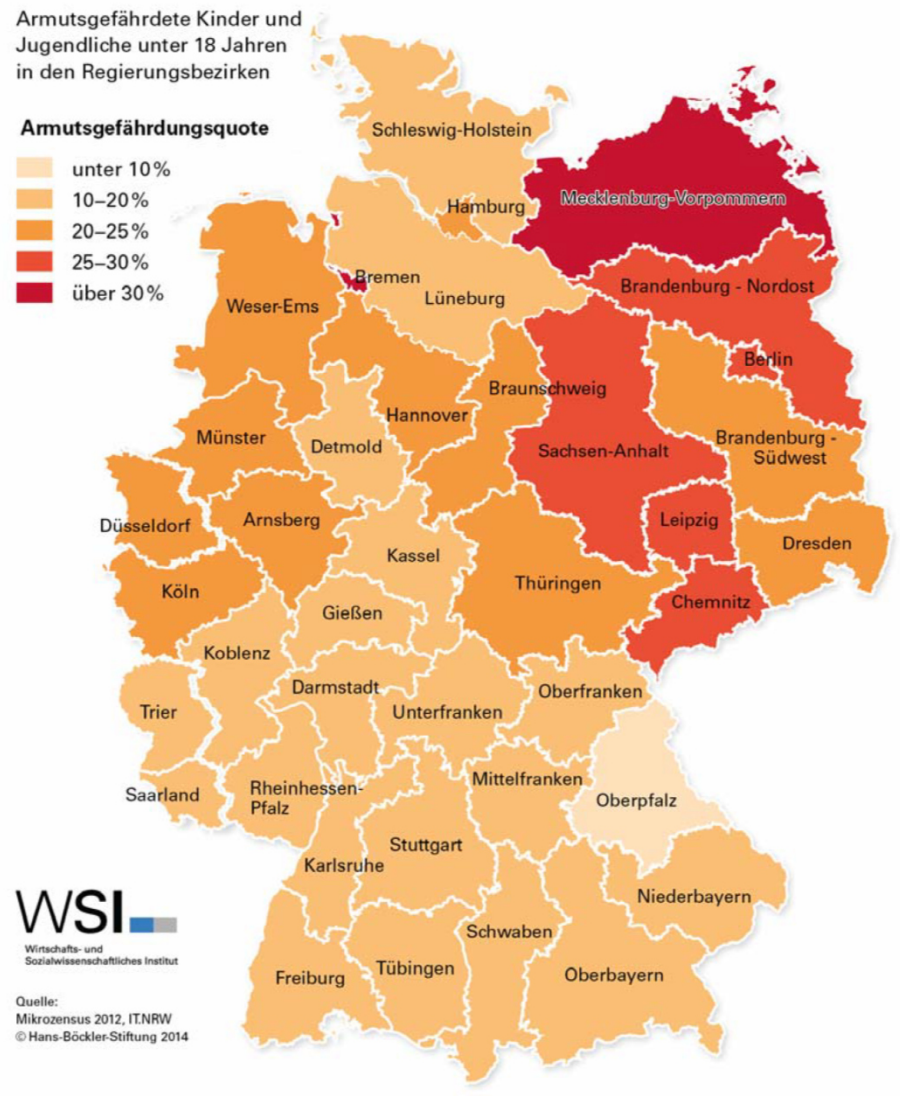 Armutsgefährdete Kinder und
Jugendliche unter 18 Jahren
in den Regierungsbezirken
Armutsgefährdungsquote
unter 10%
10–20%
20–25%
25–30%
über 30%
Schleswig-Holstein
Mecklenburg-Vorpommern
Hamburg
Bremen
Lüneburg
Brandenburg - Nordost
Weser-Ems
Berlin
Braunschweig
Hannover
Münster
Detmold
Brandenburg -
Südwest
Sachsen-Anhalt
Düsseldorf
Arnsberg
Leipzig
Dresden
Kassel
Thüringen
Köln
Chemnitz
Gießen
Koblenz
Darmstadt
Oberfranken
Trier
Unterfranken
Mittelfranken
Saarland
Rheinhessen-
Pfalz
Oberpfalz
Stuttgart
Karlsruhe
Niederbayern
Schwaben
Freiburg
Tübingen
Oberbayern
WSI
Wirtschafts- und
Sozialwissenschaftliches Institut
Quelle:
Mikrozensus 2012, IT.NRW
© Hans-Böckler-Stiftung 2014